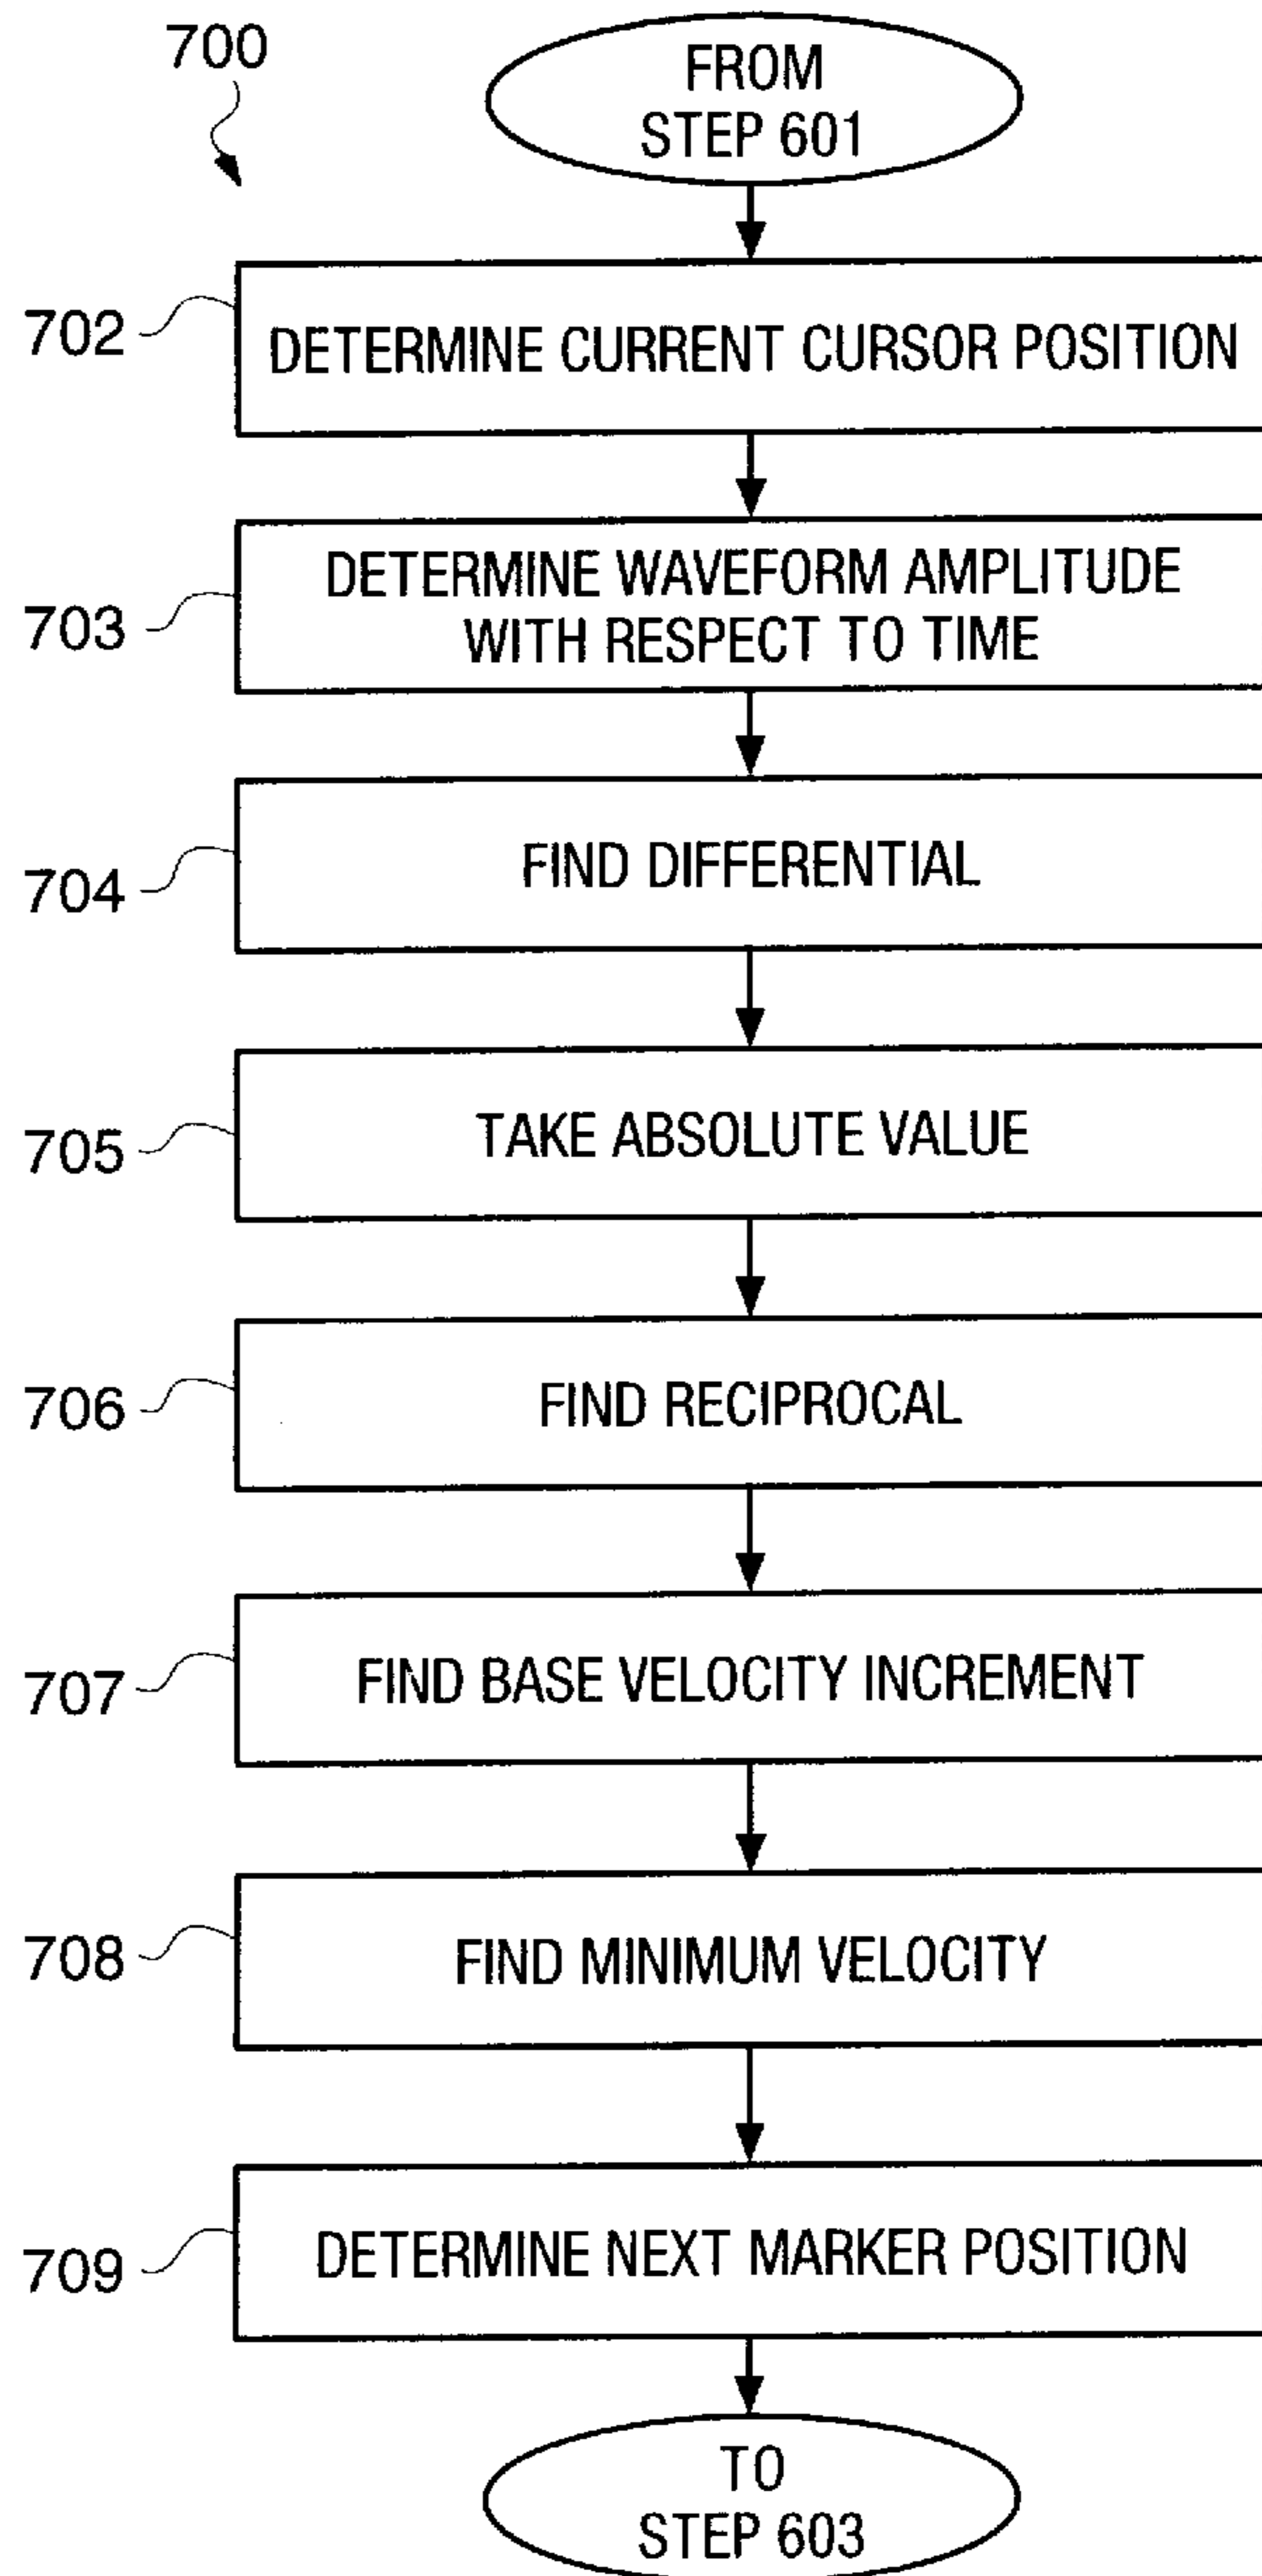 700
FROM
STEP 601
702
DETERMINE CURRENT CURSOR POSITION
703
DETERMINE WAVEFORM AMPLITUDE
WITH RESPECT TO TIME
704
FIND DIFFERENTIAL
705
TAKE ABSOLUTE VALUE
706
FIND RECIPROCAL
707
FIND BASE VELOCITY INCREMENT
708
FIND MINIMUM VELOCITY
709
DETERMINE NEXT MARKER POSITION
TO
STEP 603